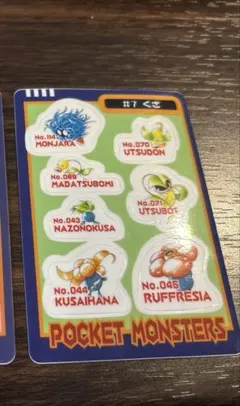 #7 くさ
No.114
MONJARA
No.070
UTSUDON
No.069
MADATSUBOMI
No.071
UTSUBOT
No.043
NAZONOKUSA
No.044
KUSAIHANA
No.045
RUFFRESIA
POCKET MONSTERS